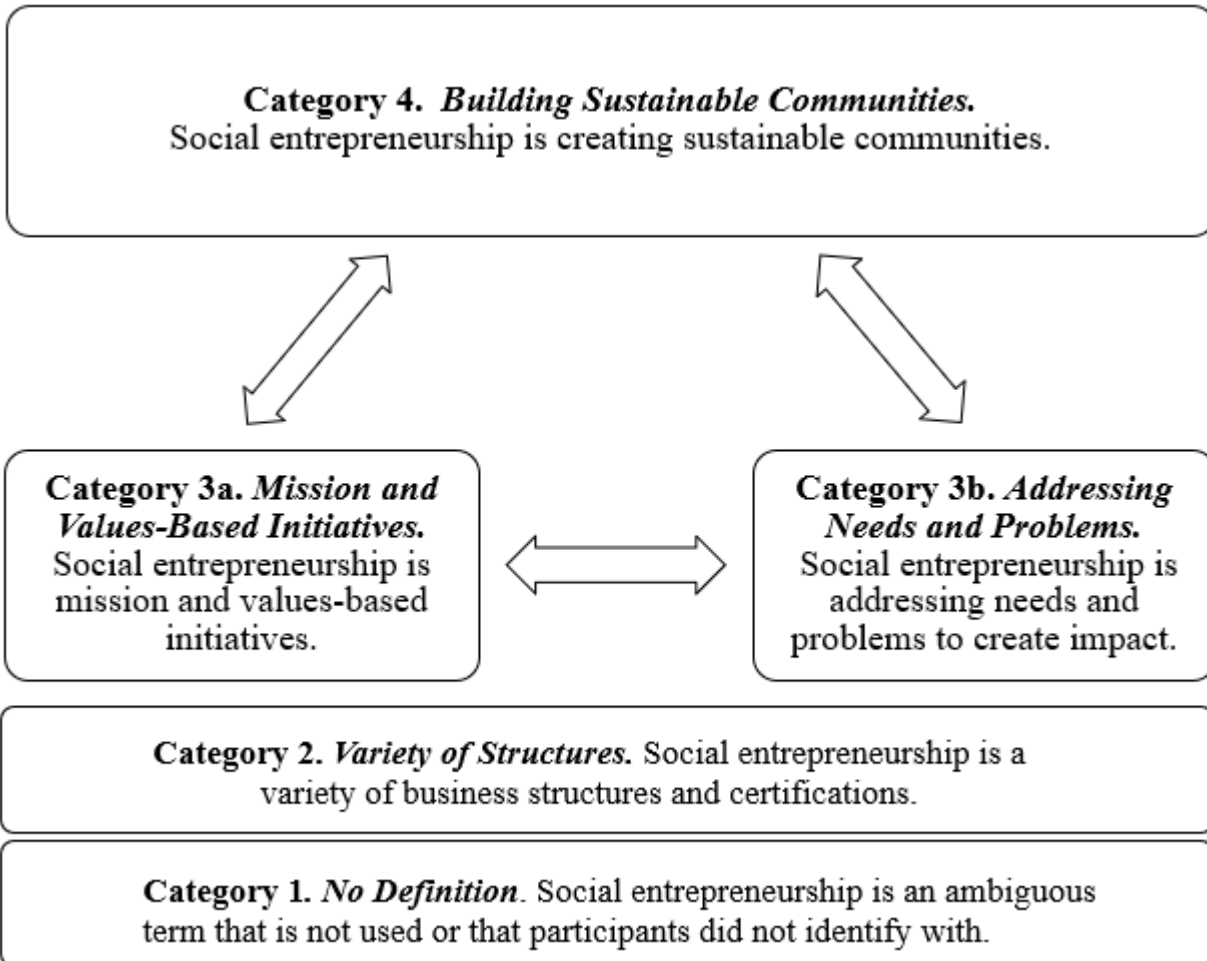 Category 4. Building Sustainable Communities.
Social entrepreneurship is creating sustainable communities.
Category 3a. Mission and
Values-Based Initiatives.
Social entrepreneurship is
mission and values-based
initiatives.
Category 3b. Addressing
Needs and Problems.
Social entrepreneurship is
addressing needs and
problems to create impact.
Category 2. Variety of Structures. Social entrepreneurship is a
variety of business structures and certifications.
Category 1. No Definition. Social entrepreneurship is an ambiguous
term that is not used or that participants did not identify with.